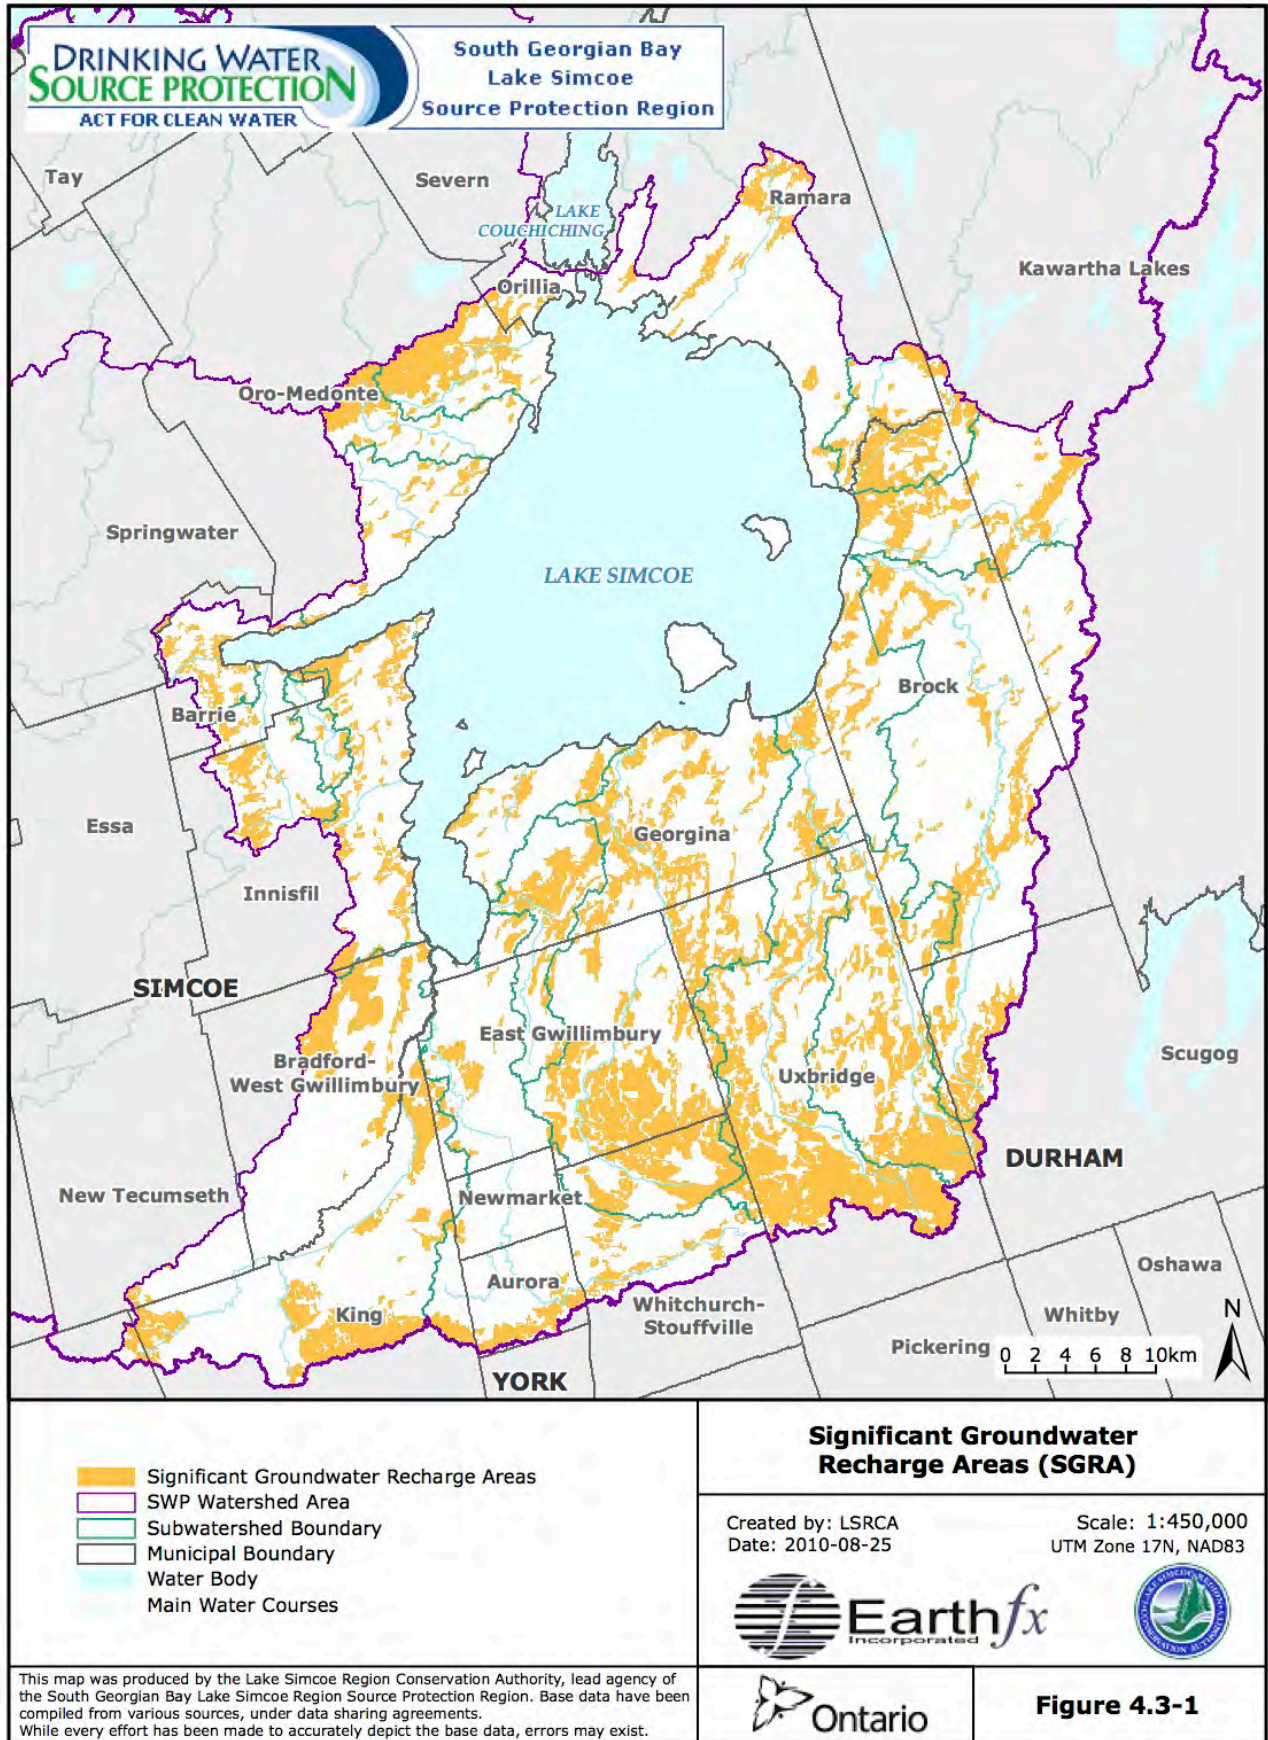 DRINKING WATER
SOURCE PROTECTION
ACT FOR CLEAN WATER
South Georgian Bay
Lake Simcoe
Source Protection Region
Tay
Severn
LAKE
COUCHICHING
Ramara
Kawartha Lakes
Orillia
Oro-Medonte
Springwater
LAKE SIMCOE
Barrie
Brock
Essa
Georgina
Innisfil
SIMCOE
East Gwillimbury
Bradford-
West Gwillimbury
Uxbridge
Scugog
DURHAM
New Tecumseth
Newmarket
Aurora
Oshawa
King
Whitchurch-
Stouffville
Whitby
Pickering
N
0 2 4 6 8 10km
YORK
Significant Groundwater Recharge Areas
SWP Watershed Area
Subwatershed Boundary
Municipal Boundary
Water Body
Main Water Courses
Significant Groundwater
Recharge Areas (SGRA)
Created by: LSRCA
Date: 2010-08-25
Scale: 1:450,000
UTM Zone 17N, NAD83
Earthfx
Incorporated
This map was produced by the Lake Simcoe Region Conservation Authority, lead agency of
the South Georgian Bay Lake Simcoe Region Source Protection Region. Base data have been
compiled from various sources, under data sharing agreements.
While every effort has been made to accurately depict the base data, errors may exist.
Ontario
Figure 4.3-1